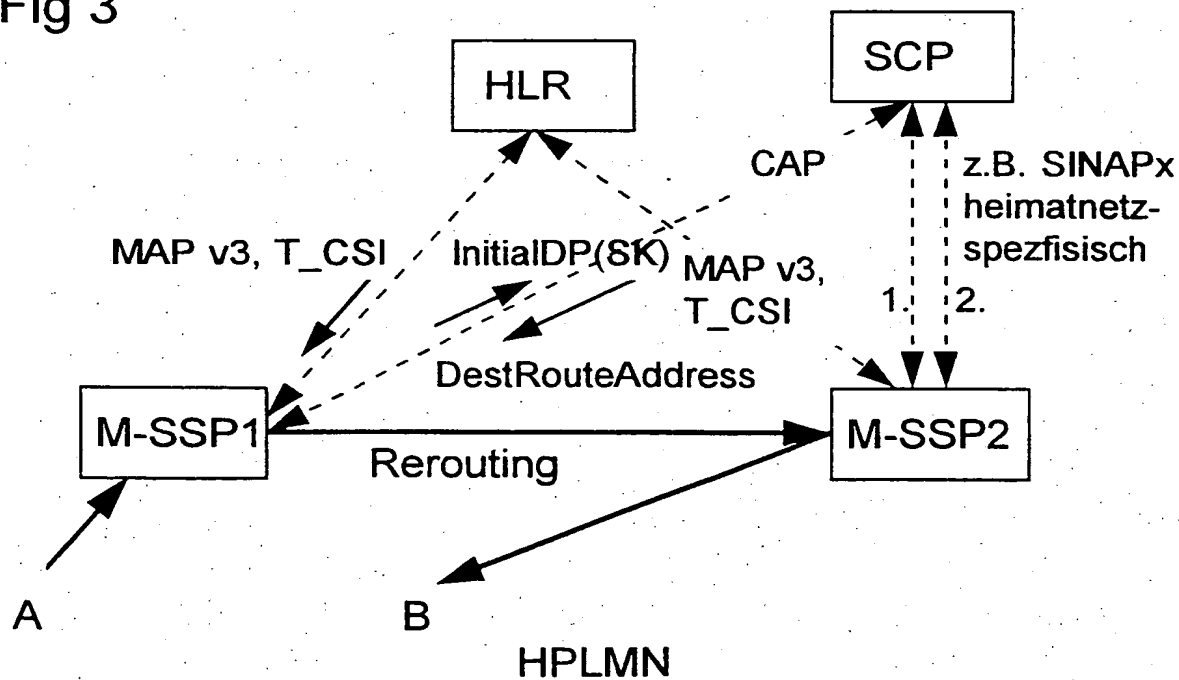 Fig 3
HLR
SCP
CAP
z.B. SINAPx
heimatnetz-
spezfisisch
MAP v3, T_CSI
InitialDP(SK)
MAP v3,
T_CSI
1.
2.
DestRouteAddress
M-SSP1
M-SSP2
Rerouting
A
B
HPLMN